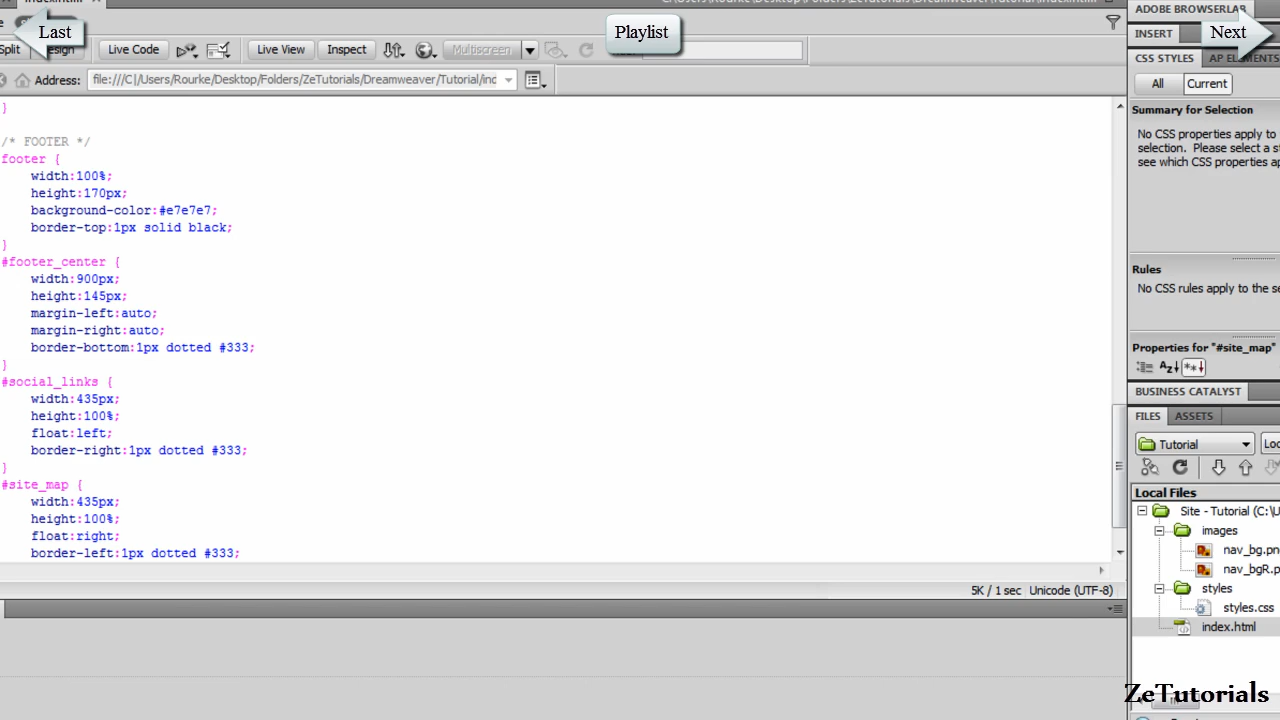 Last
Playlist
Next
ADOBE BROWSERLAB
INSERT
Split
Live Code
Live View
Inspect
Multiscreen
CSS STYLES
AP ELEMENTS
Address:
file:///C|/Users/Rourke/Desktop/Folders/ZeTutorials/Dreamweaver/Tutorial/ind
All
Current
Summary for Selection
No CSS properties apply to
selection. Please select a
see which CSS properties
}
/* FOOTER */
footer {
width:100%;
height:170px;
background-color:#e7e7e7;
border-top:1px solid black;
}
#footer_center {
width:900px;
height:145px;
margin-left:auto;
margin-right:auto;
border-bottom:1px dotted #333;
}
#social_links {
width:435px;
height:100%;
float:left;
border-right:1px dotted #333;
}
#site_map {
width:435px;
height:100%;
float:right;
border-left:1px dotted #333;
Rules
No CSS rules apply to the
Properties for "#site_map"
BUSINESS CATALYST
FILES
ASSETS
Tutorial
Local Files
Site - Tutorial (C:\U
images
nav_bg.pn
nav_bgR.p
styles
styles.css
index.html
5K / 1 sec
Unicode (UTF-8)
ZeTutorials